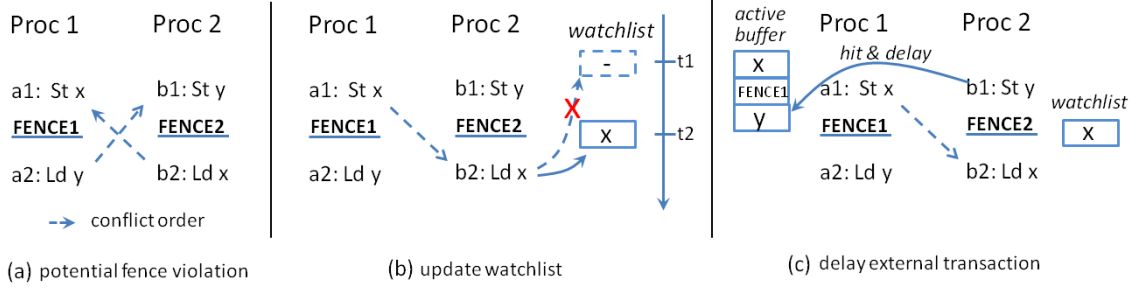 Proc 1
Proc 2
a1: St x
b1: St y
FENCE1
FENCE2
a2: Ld y
b2: Ld x
conflict order
(a) potential fence violation
Proc 1
Proc 2
watchlist
-
t1
a1: St x
b1: St y
X
FENCE1
FENCE2
x
t2
a2: Ld y
b2: Ld x
(b) update watchlist
active
buffer
Proc 1
Proc 2
x
FENCE1
y
hit & delay
a1: St x
b1: St y
watchlist
FENCE1
FENCE2
x
a2: Ld y
b2: Ld x
(c) delay external transaction